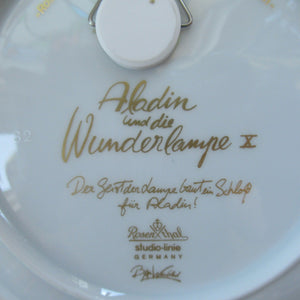 Aladin
und die
Wunderlampe X
Der Geist der Lampe baut ein Schloß
für Aladin!
Rosenthal
studio-linie
GERMANY